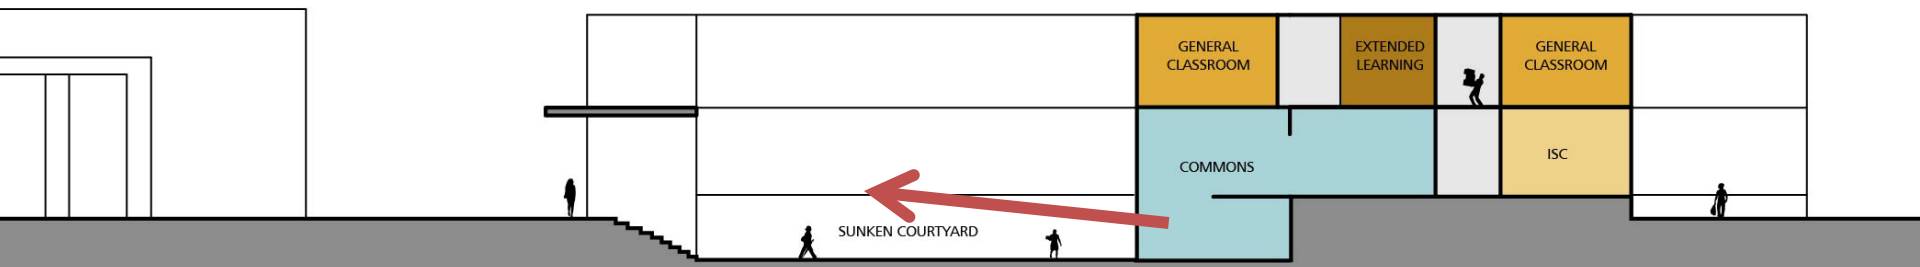 GENERAL
CLASSROOM
EXTENDED
LEARNING
GENERAL
CLASSROOM
COMMONS
ISC
SUNKEN COURTYARD